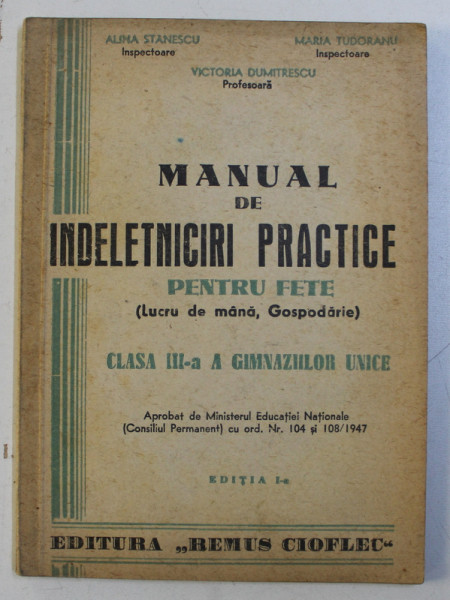 ALINA STANESCU
Inspectoare
MARIA TUDORANU
Inspectoare
VICTORIA DUMITRESCU
Profesoară
MANUAL
DE
INDELETNICIRI PRACTICE
PENTRU FETE
(Lucru de mână, Gospodărie)
CLASA III-a A GIMNAZIILOR UNICE
Aprobat de Ministerul Educației Naționale
(Consiliul Permanent) cu ord. Nr. 104 și 108/1947
EDIȚIA I-a
EDITURA „REMUS CIOFLEC“